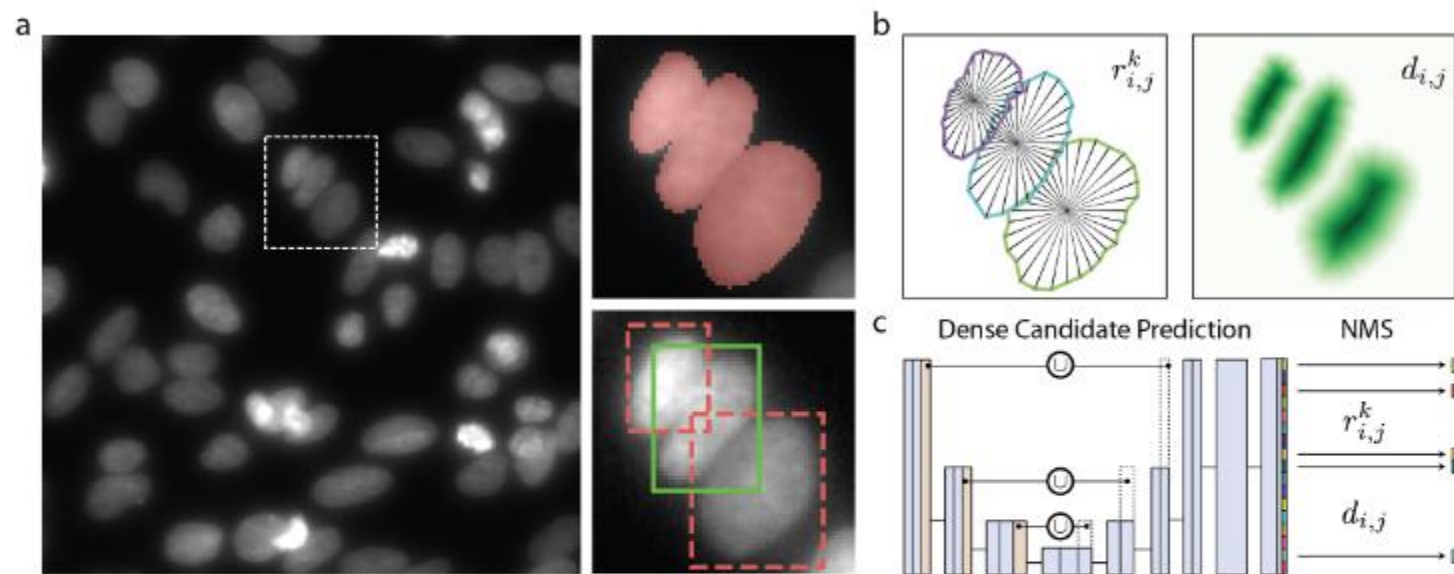 a
b
$r_{i,j}^{k}$
$d_{i,j}$
c
Dense Candidate Prediction
NMS
∪
∪
∪
$r_{i,j}^{k}$
$d_{i,j}$